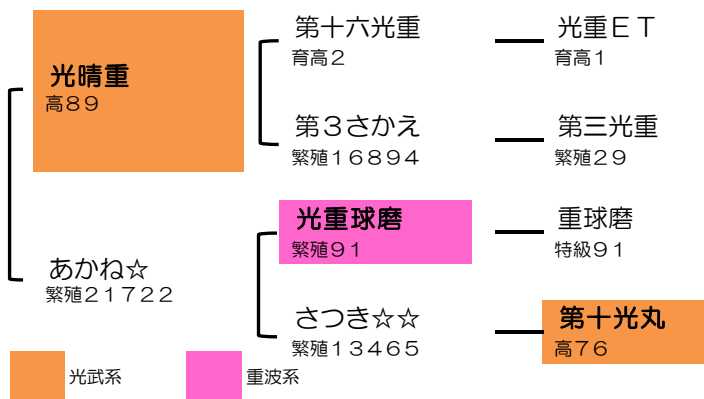 光晴重
高８９
あかね☆
繁殖２１７２２
第十六光重
育高２
第３さかえ
繁殖１６８９４
光重球磨
繁殖９１
さつき☆☆
繁殖１３４６５
光重ＥＴ
育高１
第三光重
繁殖２９
重球磨
特級９１
第十光丸
高７６
光武系
重波系